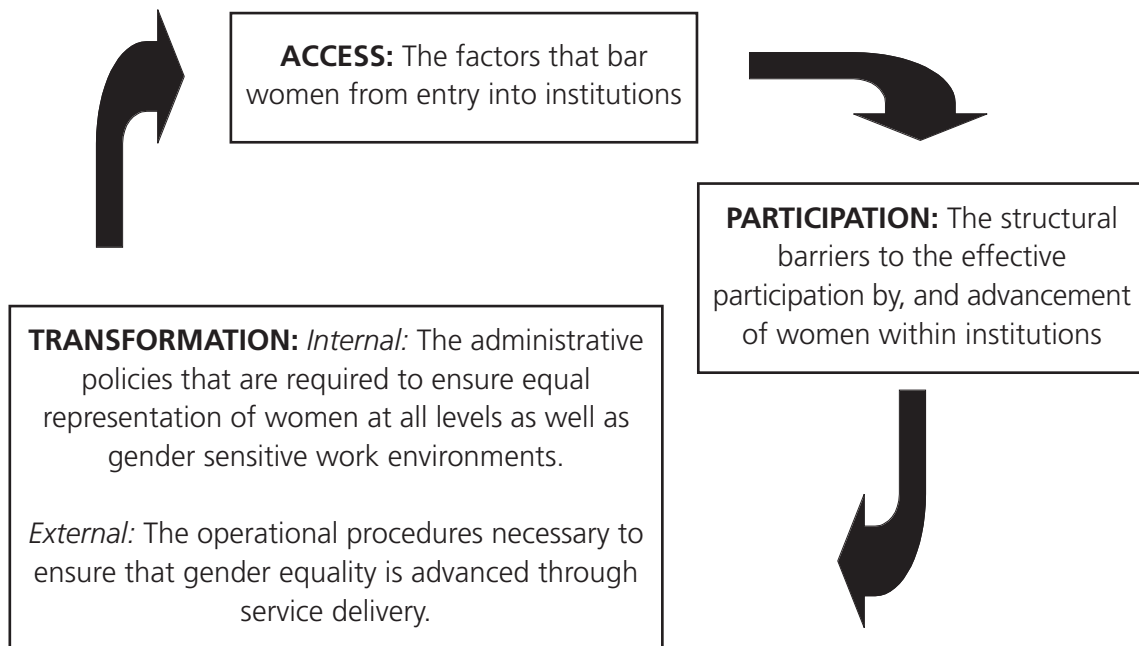 ACCESS: The factors that bar
women from entry into institutions
PARTICIPATION: The structural
barriers to the effective
participation by, and advancement
of women within institutions
TRANSFORMATION: Internal: The administrative
policies that are required to ensure equal
representation of women at all levels as well as
gender sensitive work environments.
External: The operational procedures necessary to
ensure that gender equality is advanced through
service delivery.